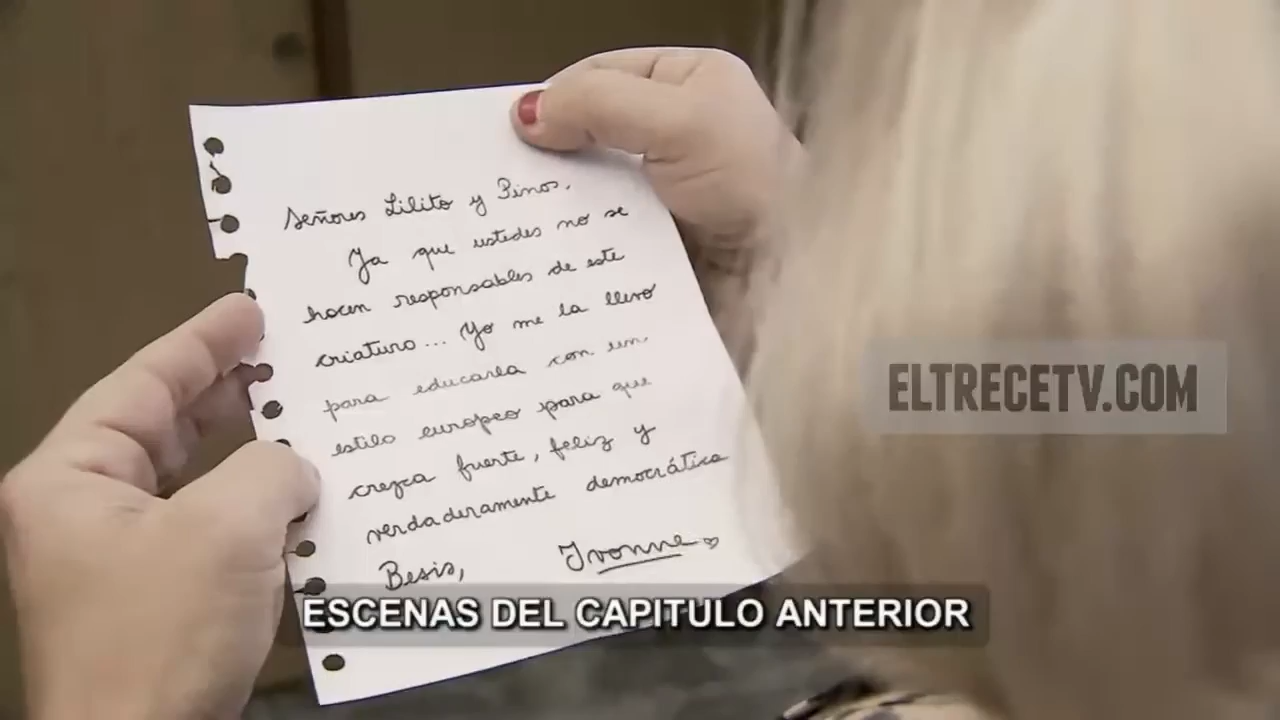 Señores Lilito y Pinos,
Ya que ustedes no se
hacen responsables de este
criatura... Yo me la llevo
para educarla con un
estilo europeo para que
crezca fuerte, feliz y
verdaderamente democrática
Besis, Ivonne
ELTRECETV.COM
ESCENAS DEL CAPITULO ANTERIOR